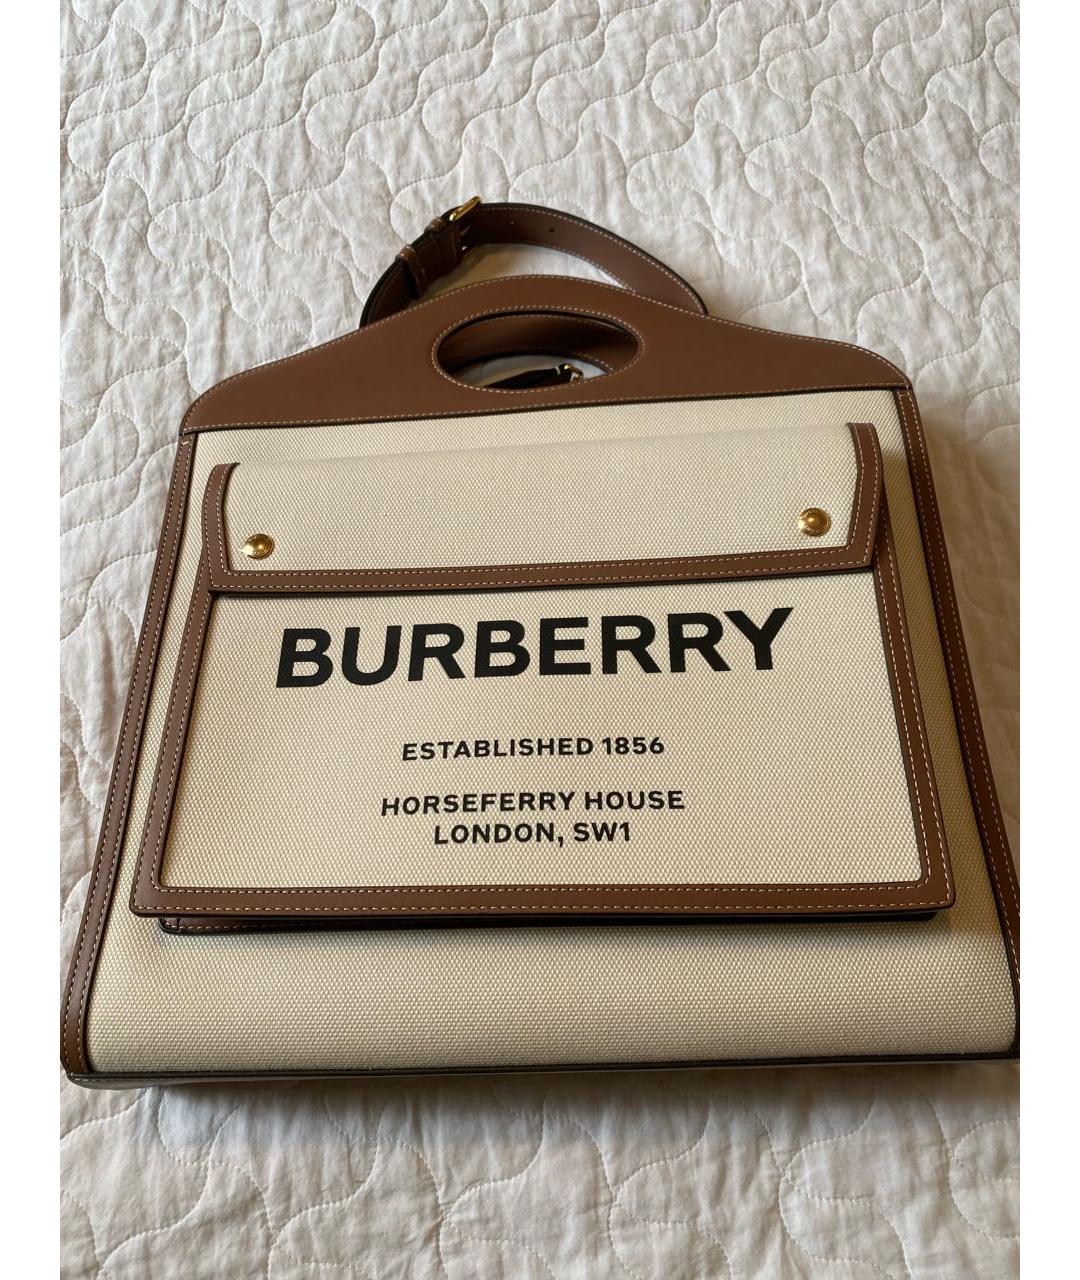 BURBERRY
ESTABLISHED 1856
HORSEFERRY HOUSE
LONDON, SW1